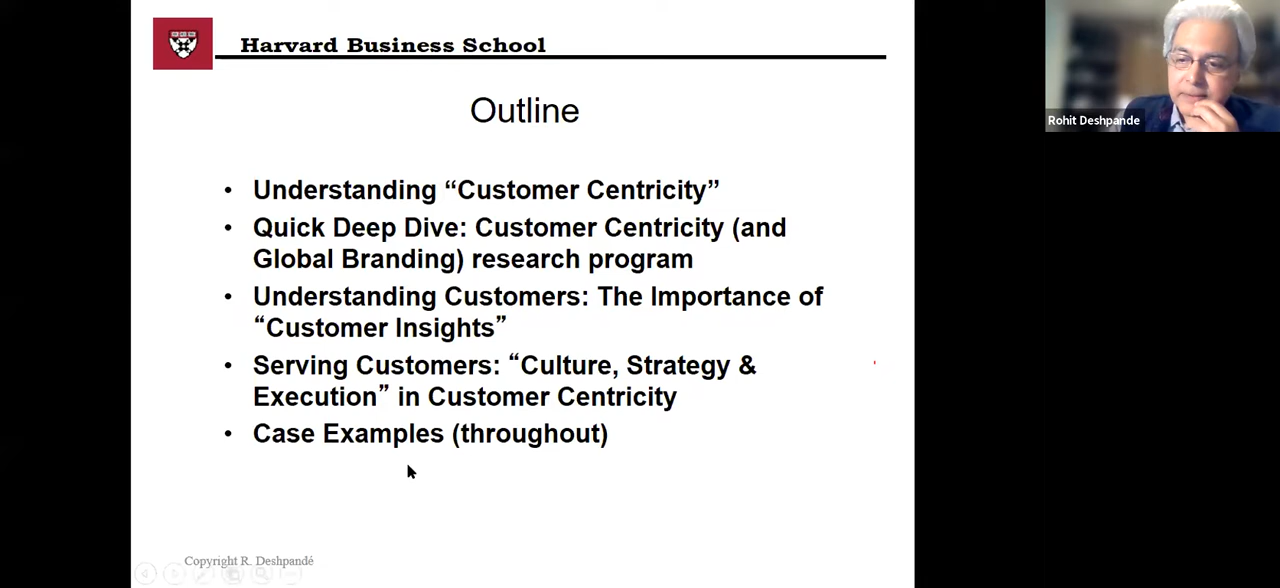 Harvard Business School
Outline
• Understanding “Customer Centricity”
• Quick Deep Dive: Customer Centricity (and
Global Branding) research program
• Understanding Customers: The Importance of
“Customer Insights”
• Serving Customers: “Culture, Strategy &
Execution” in Customer Centricity
• Case Examples (throughout)
Copyright R. Deshpandé
Rohit Deshpande